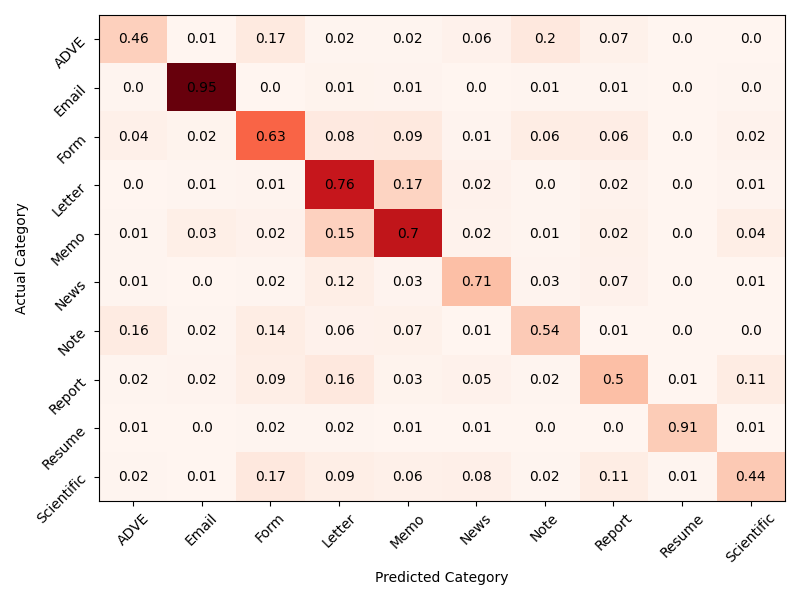 ADVE 0.46 0.01 0.17 0.02 0.02 0.06 0.2 0.07 0.0 0.0
Email 0.0 0.95 0.0 0.01 0.01 0.0 0.01 0.01 0.0 0.0
Form 0.04 0.02 0.63 0.08 0.09 0.01 0.06 0.06 0.0 0.02
Letter 0.0 0.01 0.01 0.76 0.17 0.02 0.0 0.02 0.0 0.01
Memo 0.01 0.03 0.02 0.15 0.7 0.02 0.01 0.02 0.0 0.04
News 0.01 0.0 0.02 0.12 0.03 0.71 0.03 0.07 0.0 0.01
Note 0.16 0.02 0.14 0.06 0.07 0.01 0.54 0.01 0.0 0.0
Report 0.02 0.02 0.09 0.16 0.03 0.05 0.02 0.5 0.01 0.11
Resume 0.01 0.0 0.02 0.02 0.01 0.01 0.0 0.0 0.91 0.01
Scientific 0.02 0.01 0.17 0.09 0.06 0.08 0.02 0.11 0.01 0.44
ADVE Email Form Letter Memo News Note Report Resume Scientific
Predicted Category
Actual Category